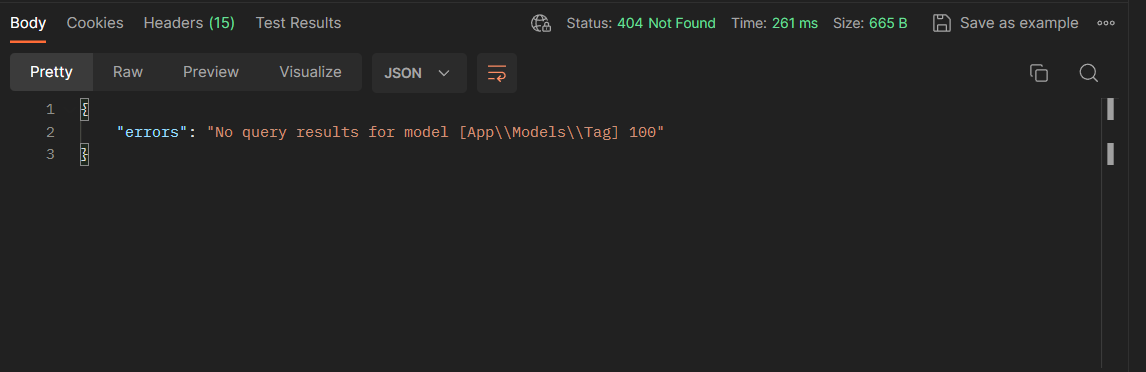 Body Cookies Headers (15) Test Results Status: 404 Not Found Time: 261 ms Size: 665 B Save as example
Pretty Raw Preview Visualize JSON
1 {
2 "errors": "No query results for model [App\\Models\\Tag] 100"
3 }